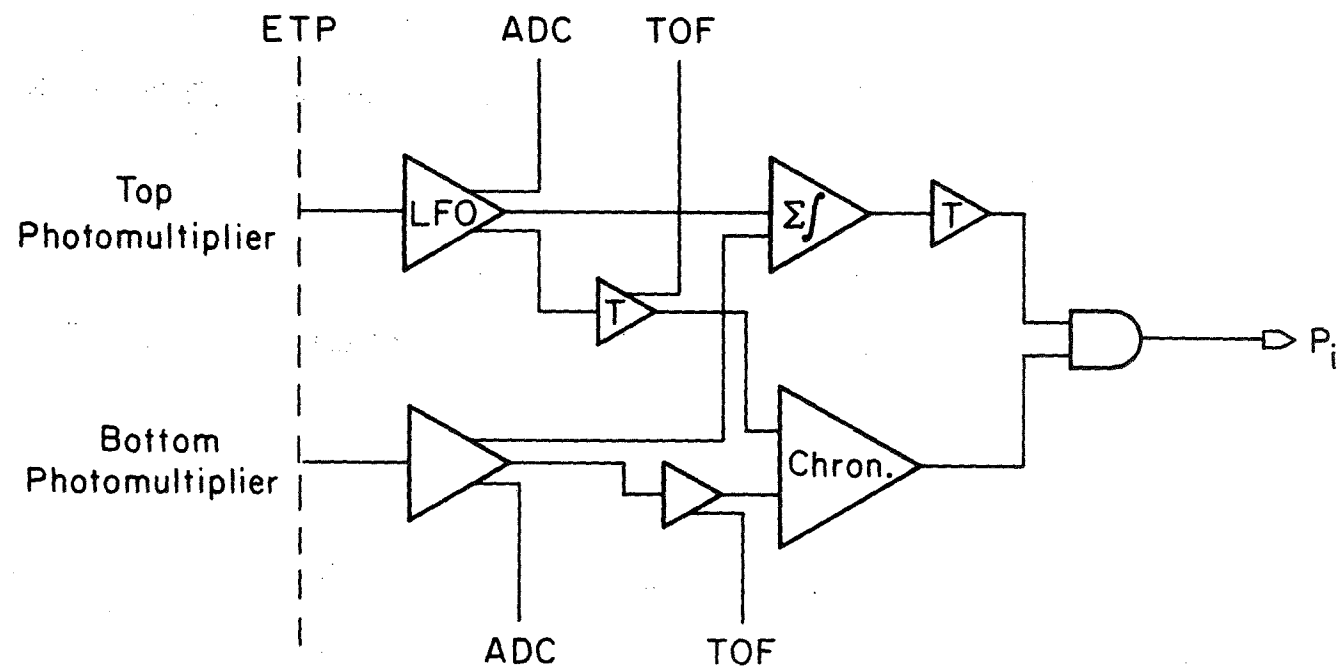 ETP
ADC
TOF
Top
Photomultiplier
LFO
Σ∫
T
T
Pi
Bottom
Photomultiplier
Chron.
ADC
TOF